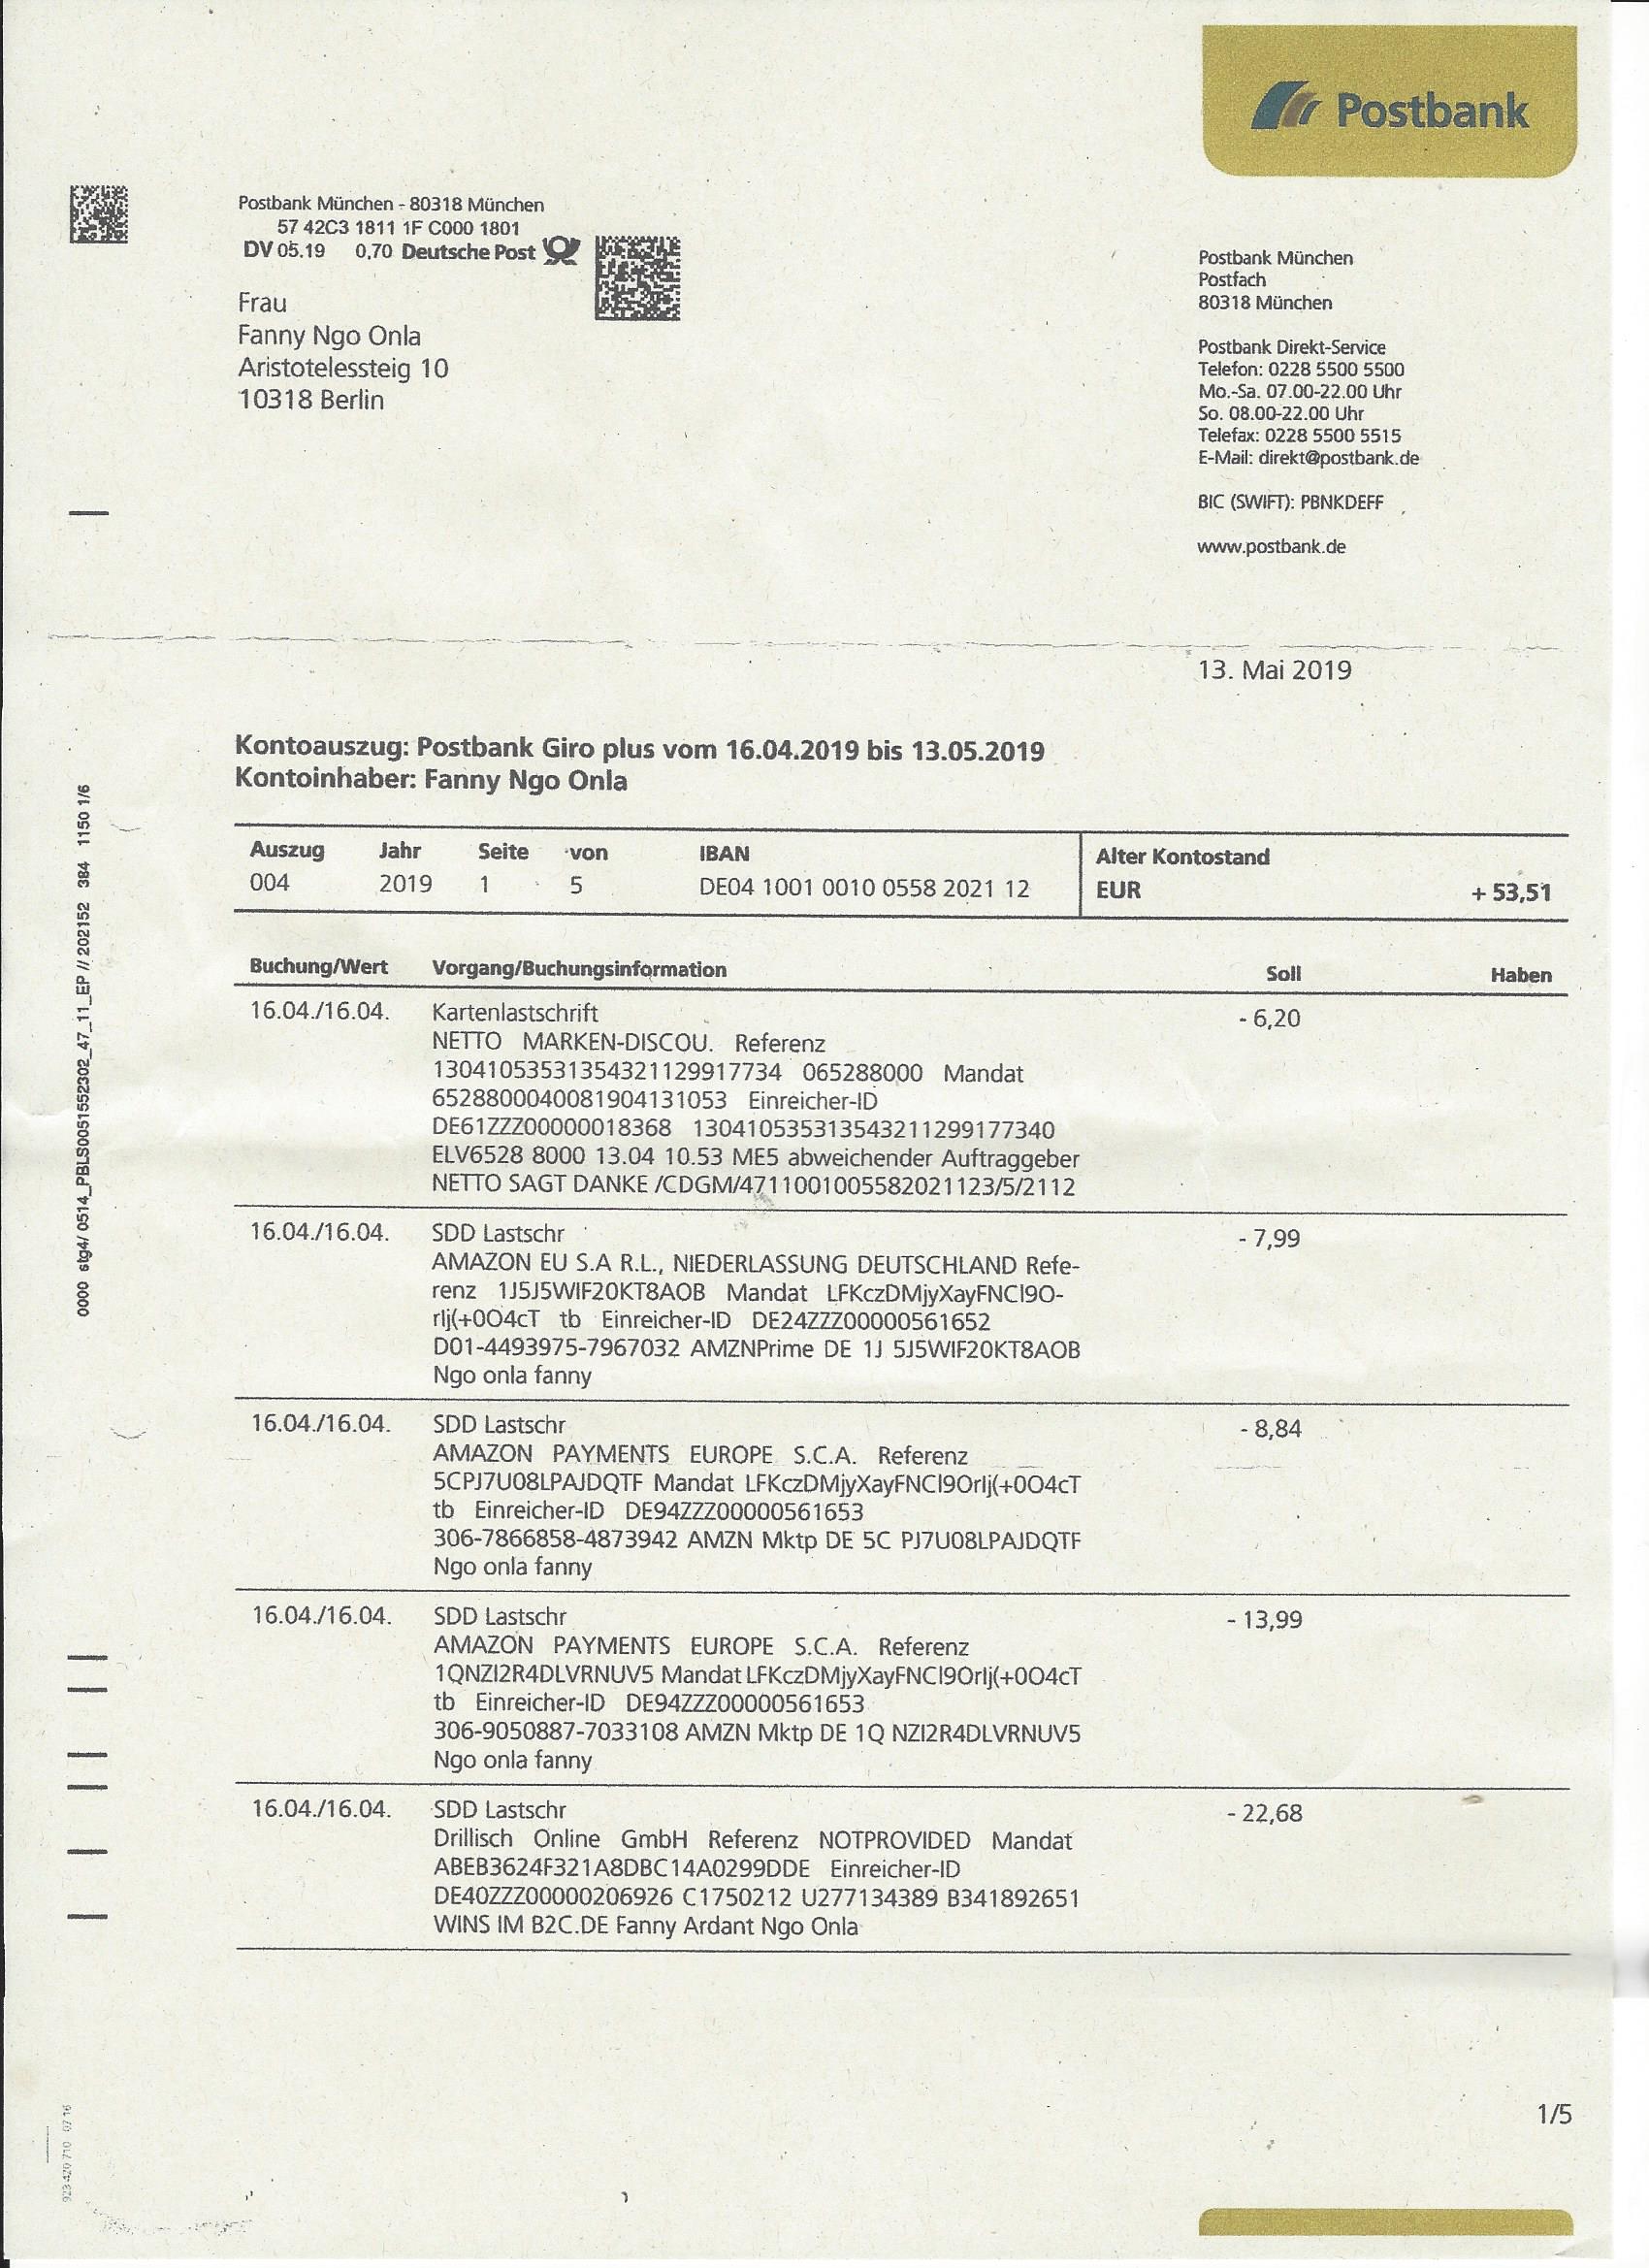 Postbank
Postbank München - 80318 München
57 42C3 1811 1F C000 1801
DV 05.19 0,70 Deutsche Post
Frau
Fanny Ngo Onla
Aristotelessteig 10
10318 Berlin
Postbank München
Postfach
80318 München
Postbank Direkt-Service
Telefon: 0228 5500 5500
Mo.-Sa. 07.00-22.00 Uhr
So. 08.00-22.00 Uhr
Telefax: 0228 5500 5515
E-Mail: direkt@postbank.de
BIC (SWIFT): PBNKDEFF
www.postbank.de
13. Mai 2019
Kontoauszug: Postbank Giro plus vom 16.04.2019 bis 13.05.2019
Kontoinhaber: Fanny Ngo Onla
Auszug Jahr Seite von IBAN Alter Kontostand
004 2019 1 5 DE04 1001 0010 0558 2021 12 EUR + 53,51
Buchung/Wert Vorgang/Buchungsinformation Soll Haben
16.04./16.04. Kartenlastschrift - 6,20
NETTO MARKEN-DISCOU. Referenz
13041053531354321129917734 065288000 Mandat
6528800040081904131053 Einreicher-ID
DE61ZZZ00000018368 130410535313543211299177340
ELV6528 8000 13.04 10.53 ME5 abweichender Auftraggeber
NETTO SAGT DANKE /CDGM/4711001005582021123/5/2112
16.04./16.04. SDD Lastschr - 7,99
AMAZON EU S.A R.L., NIEDERLASSUNG DEUTSCHLAND Refe-
renz 1J5J5WIF20KT8AOB Mandat LFKczDMjyXayFNCl9O-
rlj(+0O4cT tb Einreicher-ID DE24ZZZ00000561652
D01-4493975-7967032 AMZNPrime DE 1J 5J5WIF20KT8AOB
Ngo onla fanny
16.04./16.04. SDD Lastschr - 8,84
AMAZON PAYMENTS EUROPE S.C.A. Referenz
5CPJ7U08LPAJDQTF Mandat LFKczDMjyXayFNCl9Orlj(+0O4cT
tb Einreicher-ID DE94ZZZ00000561653
306-7866858-4873942 AMZN Mktp DE 5C PJ7U08LPAJDQTF
Ngo onla fanny
16.04./16.04. SDD Lastschr - 13,99
AMAZON PAYMENTS EUROPE S.C.A. Referenz
1QNZI2R4DLVRNUV5 Mandat LFKczDMjyXayFNCl9Orlj(+0O4cT
tb Einreicher-ID DE94ZZZ00000561653
306-9050887-7033108 AMZN Mktp DE 1Q NZI2R4DLVRNUV5
Ngo onla fanny
16.04./16.04. SDD Lastschr - 22,68
Drillisch Online GmbH Referenz NOTPROVIDED Mandat
ABEB3624F321A8DBC14A0299DDE Einreicher-ID
DE40ZZZ00000206926 C1750212 U277134389 B341892651
WINS IM B2C.DE Fanny Ardant Ngo Onla
1/5
0000 stg4/ 0514_PBLS0051552302_47_11_EP // 202152 384 1150 1/6
923 420 710 07 16